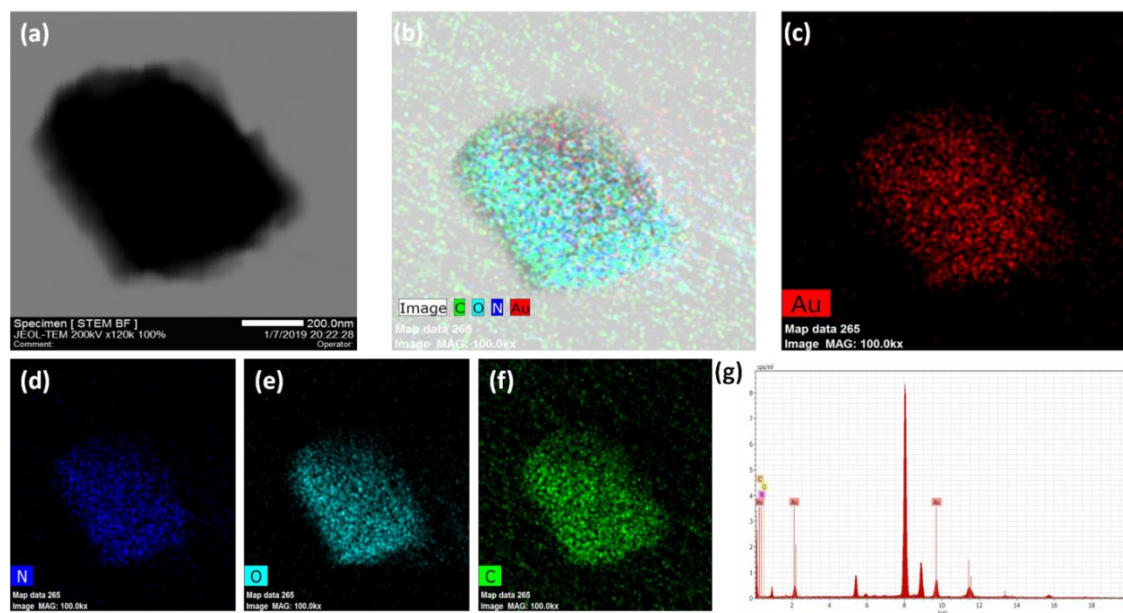 (a)
Specimen [ STEM BF ] 200.0nm
JEOL-TEM 200kV x120k 100% 1/7/2019 20:22:28
Comment: Operator:
(b)
Image C O N Au
Map data 265
Image MAG: 100.0kx
(c)
Au
Map data 265
Image MAG: 100.0kx
(d)
N
Map data 265
Image MAG: 100.0kx
(e)
O
Map data 265
Image MAG: 100.0kx
(f)
C
Map data 265
Image MAG: 100.0kx
(g)
cps/eV
8
7
6
5
4
3
2
1
0
C
O
N
Au
Au
Au
2 4 6 8 10 12 14 16 18